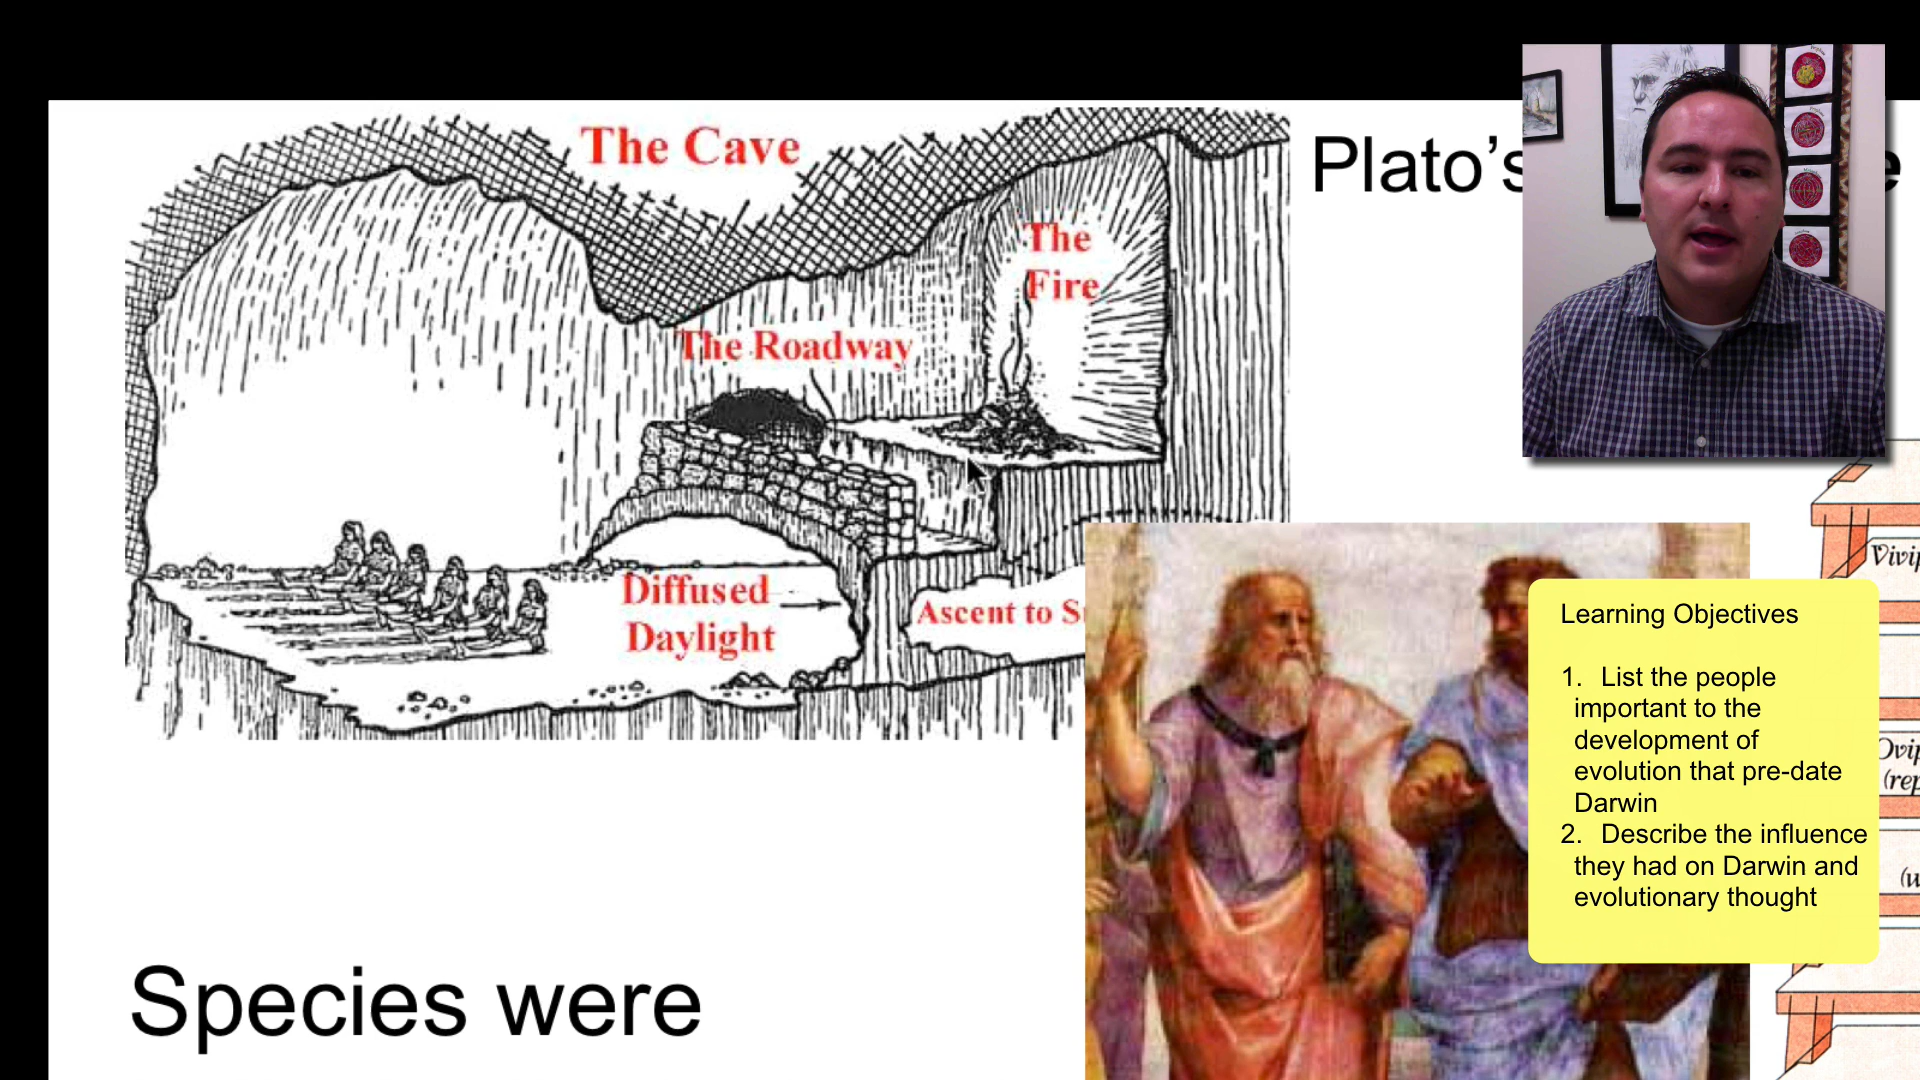 The Cave
Plato's
The
Fire
The Roadway
Diffused
Daylight
Ascent to
Learning Objectives
1. List the people
important to the
development of
evolution that pre-date
Darwin
2. Describe the influence
they had on Darwin and
evolutionary thought
Species were